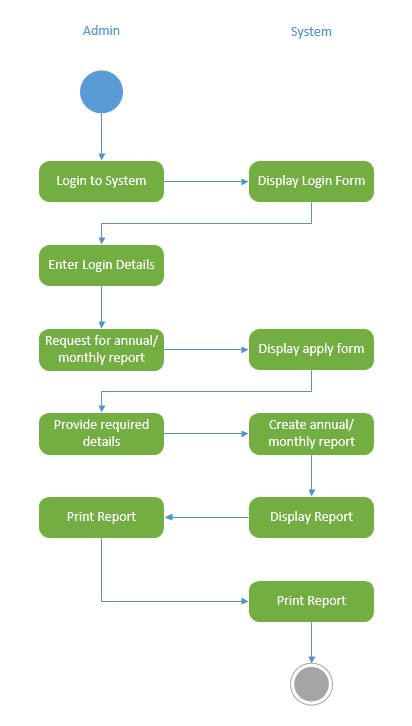 Admin
System
Login to System
Display Login Form
Enter Login Details
Request for annual/
monthly report
Display apply form
Provide required
details
Create annual/
monthly report
Print Report
Display Report
Print Report